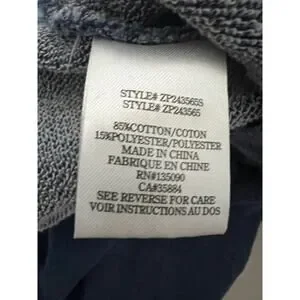 STYLE# ZP243565S
STYLE# ZP243565
85%COTTON/COTON
15%POLYESTER/POLYESTER
MADE IN CHINA
FABRIQUE EN CHINE
RN#135090
CA#35884
SEE REVERSE FOR CARE
VOIR INSTRUCTIONS AU DOS